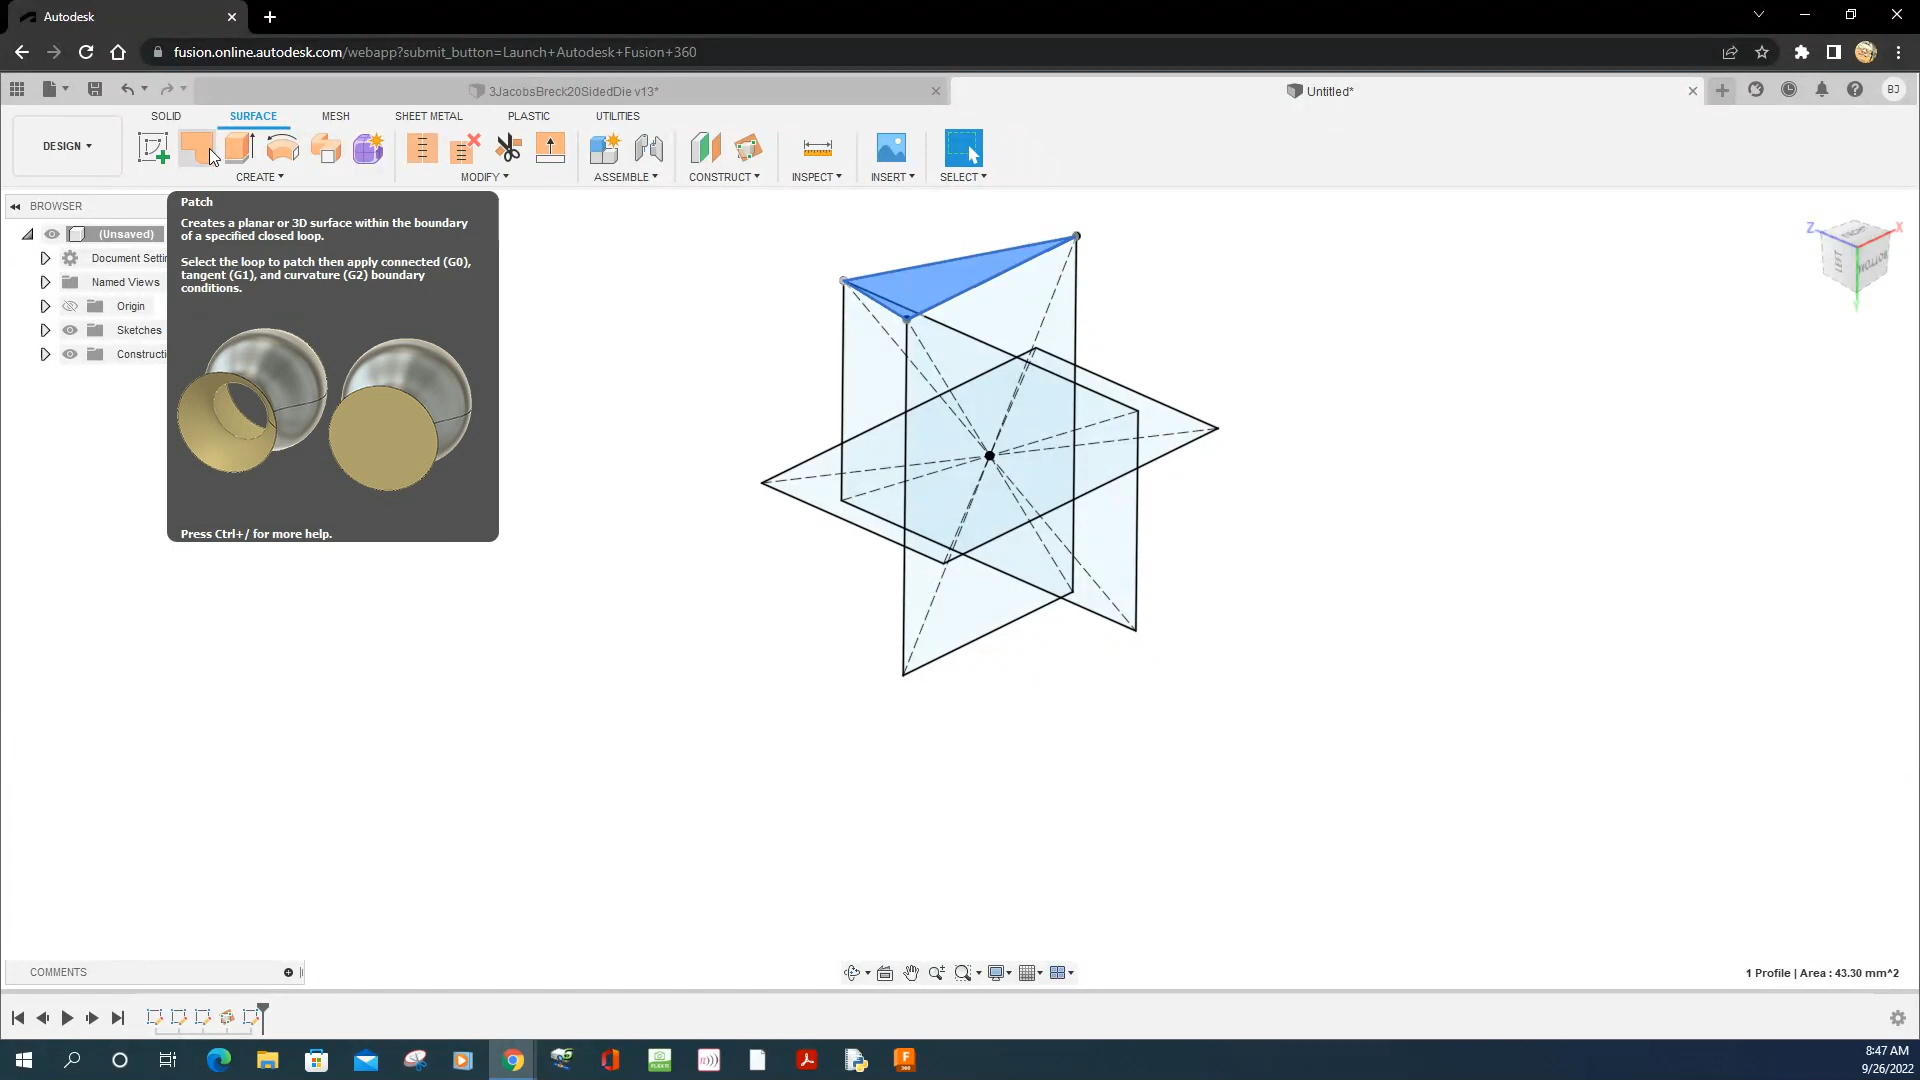 Autodesk
fusion.online.autodesk.com/webapp?submit_button=Launch+Autodesk+Fusion+360
3JacobsBreck20SidedDie v13*
Untitled*
BJ
SOLID
SURFACE
MESH
SHEET METAL
PLASTIC
UTILITIES
DESIGN
CREATE
MODIFY
ASSEMBLE
CONSTRUCT
INSPECT
INSERT
SELECT
BROWSER
(Unsaved)
Document Settin
Named Views
Origin
Sketches
Constructi
Patch
Creates a planar or 3D surface within the boundary
of a specified closed loop.
Select the loop to patch then apply connected (G0),
tangent (G1), and curvature (G2) boundary
conditions.
Press Ctrl+/ for more help.
Z
X
Y
LEFT
BOTTOM
COMMENTS
1 Profile | Area : 43.30 mm^2
8:47 AM
9/26/2022